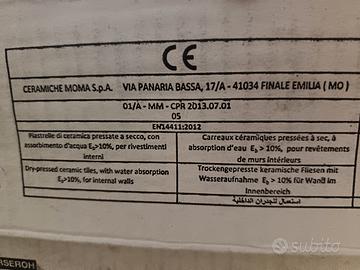 CE
CERAMICHE MOMA S.p.A. VIA PANARIA BASSA, 17/A - 41034 FINALE EMILIA ( MO )
01/A - MM - CPR 2013.07.01
05
EN14411:2012
Piastrelle di ceramica pressate a secco, con
assorbimento d'acqua Eb > 10%, per rivestimenti
interni
Carreaux céramiques pressées à sec, à
absorption d'eau Eb > 10%, pour revêtements
de murs intérieurs
Dry-pressed ceramic tiles, with water absorption
Eb>10%, for internal walls
Trockengepresste keramische Fliesen mit
Wasseraufnahme Eb > 10% für Wand im
Innenbereich
استعمال للجدران الداخلية
subito
RSEROH